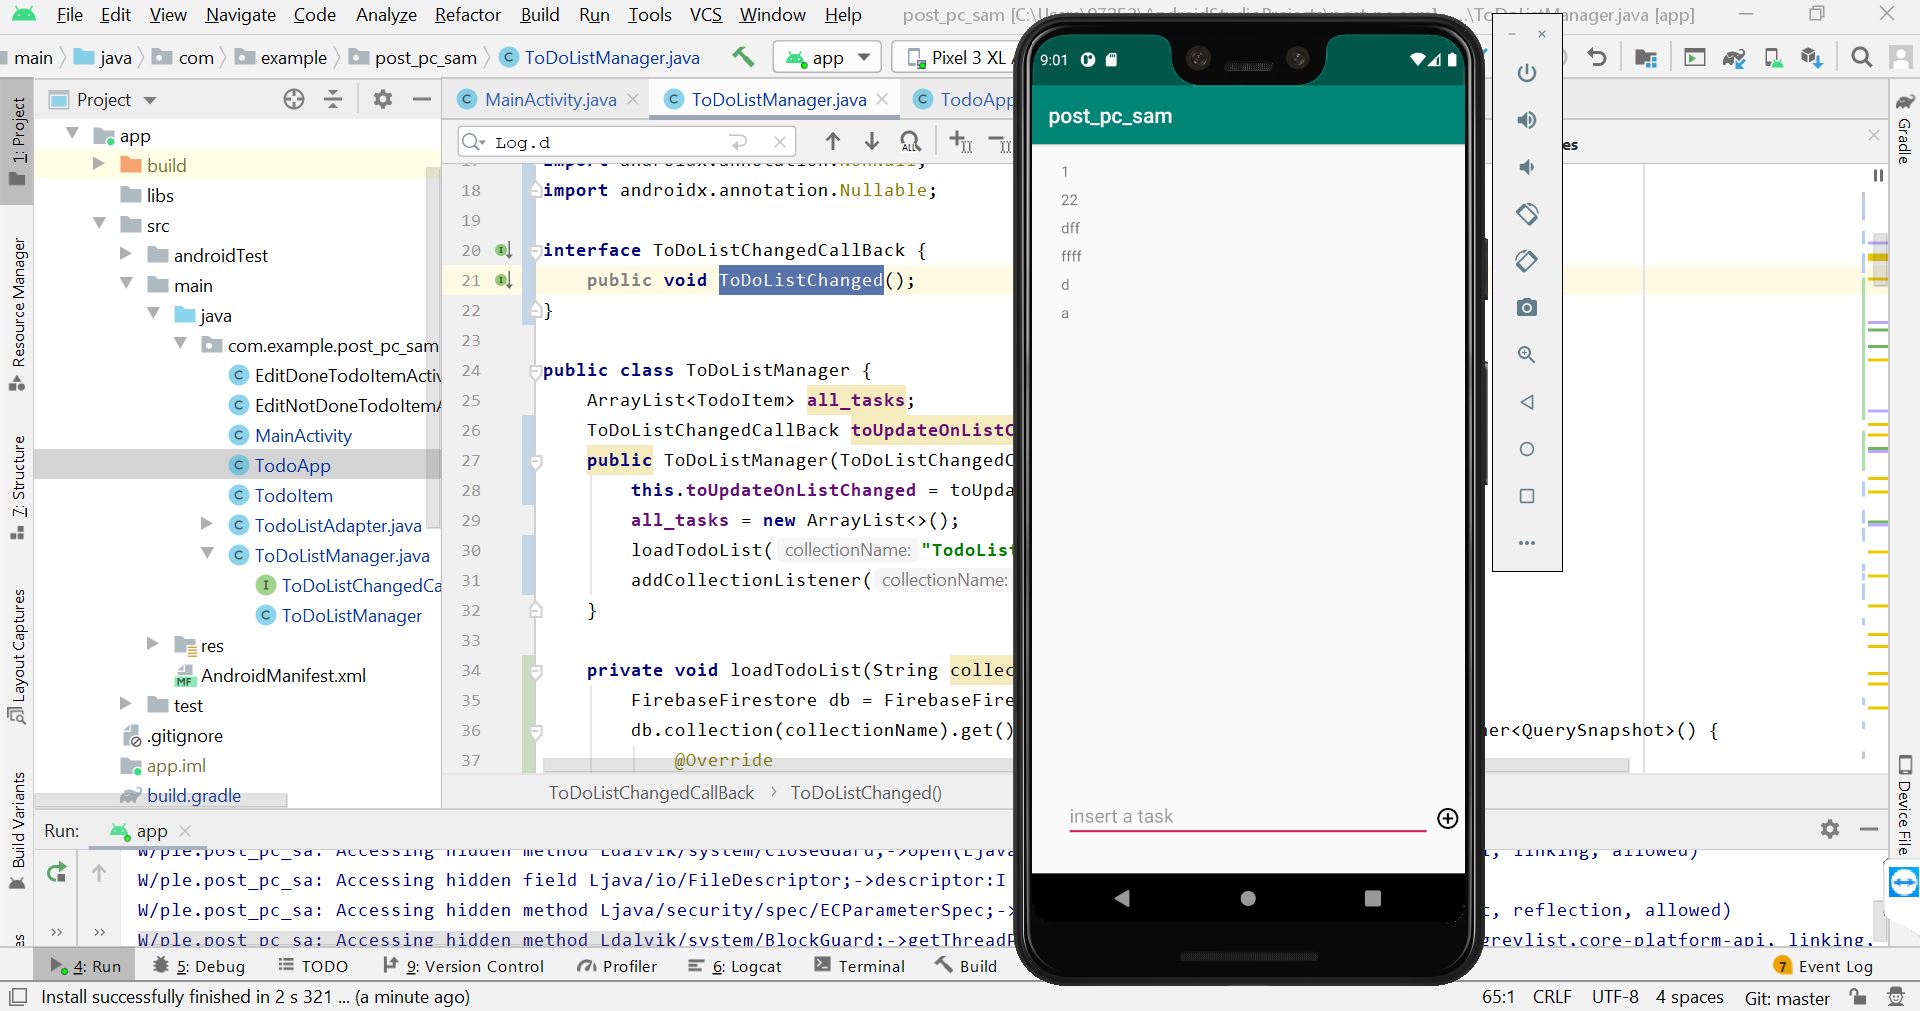 File Edit View Navigate Code Analyze Refactor Build Run Tools VCS Window Help post_pc_sam ...\ToDoListManager.java [app]
main java com example post_pc_sam ToDoListManager.java app Pixel 3 XL
Project
MainActivity.java ToDoListManager.java TodoApp
Log.d
1: Project
Resource Manager
7: Structure
Layout Captures
Build Variants
app
build
libs
src
androidTest
main
java
com.example.post_pc_sam
EditDoneTodoItemActiv
EditNotDoneTodoItemA
MainActivity
TodoApp
TodoItem
TodoListAdapter.java
ToDoListManager.java
ToDoListChangedCa
ToDoListManager
res
AndroidManifest.xml
test
.gitignore
app.iml
build.gradle
18 import androidx.annotation.Nullable;
19
20 interface ToDoListChangedCallBack {
21 public void ToDoListChanged();
22 }
23
24 public class ToDoListManager {
25 ArrayList<TodoItem> all_tasks;
26 ToDoListChangedCallBack toUpdateOnListC
27 public ToDoListManager(ToDoListChangedC
28 this.toUpdateOnListChanged = toUpda
29 all_tasks = new ArrayList<>();
30 loadTodoList( collectionName: "TodoList
31 addCollectionListener( collectionName:
32 }
33
34 private void loadTodoList(String collec
35 FirebaseFirestore db = FirebaseFire
36 db.collection(collectionName).get() ner<QuerySnapshot>() {
37 @Override
ToDoListChangedCallBack › ToDoListChanged()
9:01
post_pc_sam
1
22
dff
ffff
d
a
insert a task
es
Gradle
Device File
Run: app
W/ple.post_pc_sa: Accessing hidden method Ldalvik/system/CloseGuard;->open(Ljava t, linking, allowed)
W/ple.post_pc_sa: Accessing hidden field Ljava/io/FileDescriptor;->descriptor:I
W/ple.post_pc_sa: Accessing hidden method Ljava/security/spec/ECParameterSpec;-> t, reflection, allowed)
W/ple.post_pc_sa: Accessing hidden method Ldalvik/system/BlockGuard;->getThreadP greylist,core-platform-api, linking,
4: Run 5: Debug TODO 9: Version Control Profiler 6: Logcat Terminal Build 7 Event Log
Install successfully finished in 2 s 321 ... (a minute ago) 65:1 CRLF UTF-8 4 spaces Git: master